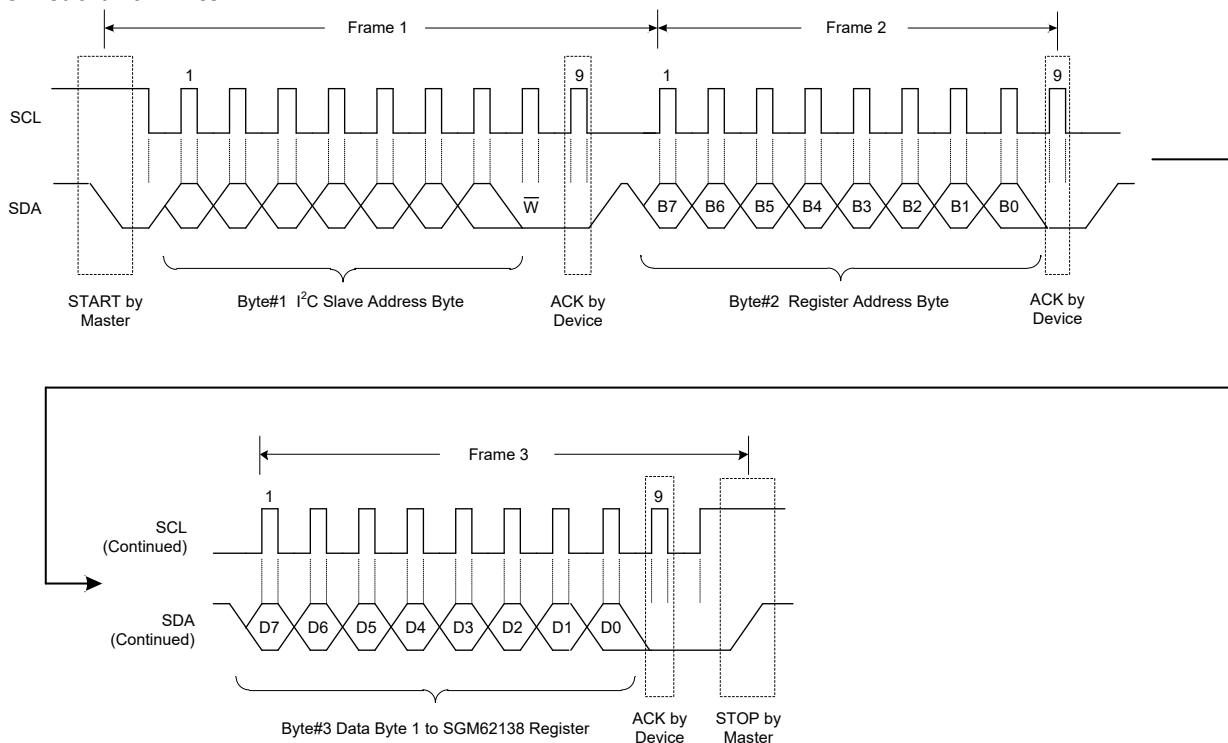 Frame 1
Frame 2
1
9
1
9
SCL
SDA
W̅
B7 B6 B5 B4 B3 B2 B1 B0
START by
Master
Byte#1 I²C Slave Address Byte
ACK by
Device
Byte#2 Register Address Byte
ACK by
Device
Frame 3
1
9
SCL
(Continued)
SDA
(Continued)
D7 D6 D5 D4 D3 D2 D1 D0
Byte#3 Data Byte 1 to SGM62138 Register
ACK by
Device
STOP by
Master